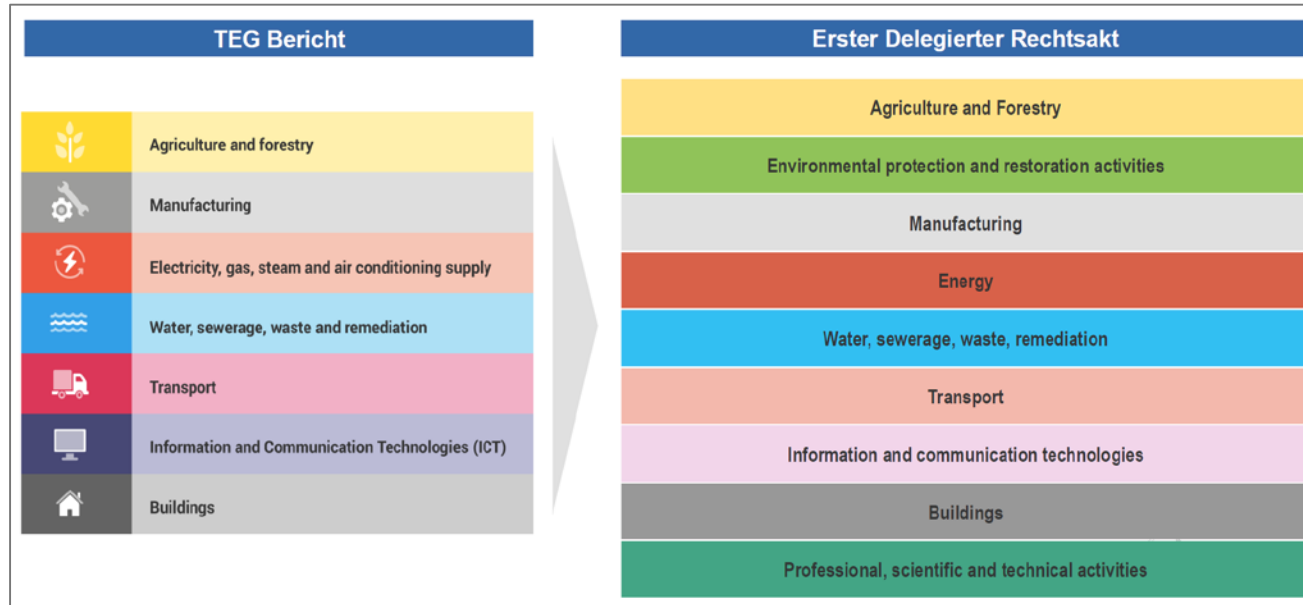 TEG Bericht
Agriculture and forestry
Manufacturing
Electricity, gas, steam and air conditioning supply
Water, sewerage, waste and remediation
Transport
Information and Communication Technologies (ICT)
Buildings
Erster Delegierter Rechtsakt
Agriculture and Forestry
Environmental protection and restoration activities
Manufacturing
Energy
Water, sewerage, waste, remediation
Transport
Information and communication technologies
Buildings
Professional, scientific and technical activities